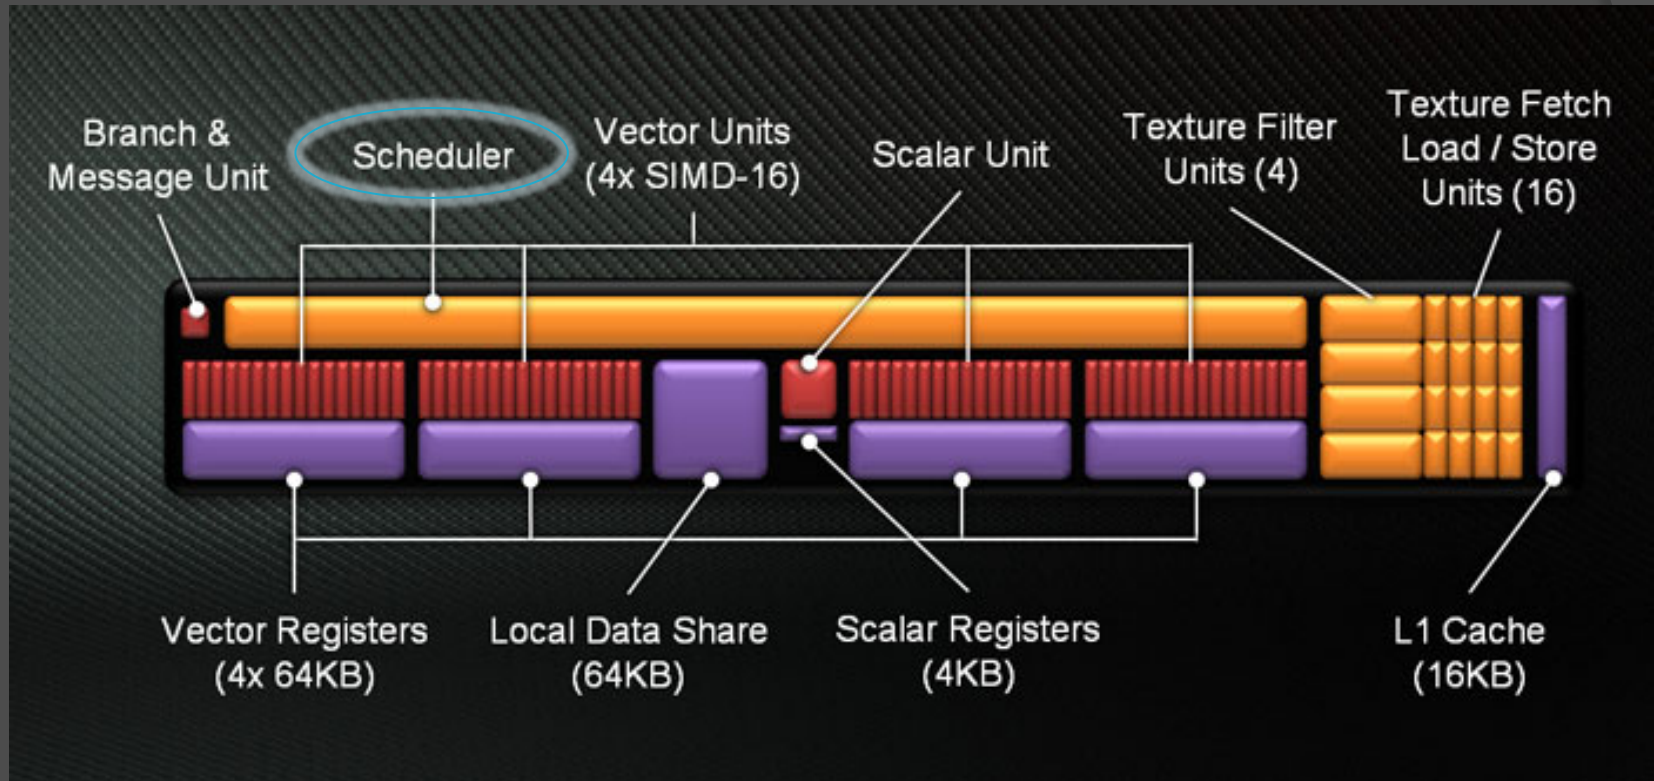 Branch &
Message Unit
Scheduler
Vector Units
(4x SIMD-16)
Scalar Unit
Texture Filter
Units (4)
Texture Fetch
Load / Store
Units (16)
Vector Registers
(4x 64KB)
Local Data Share
(64KB)
Scalar Registers
(4KB)
L1 Cache
(16KB)